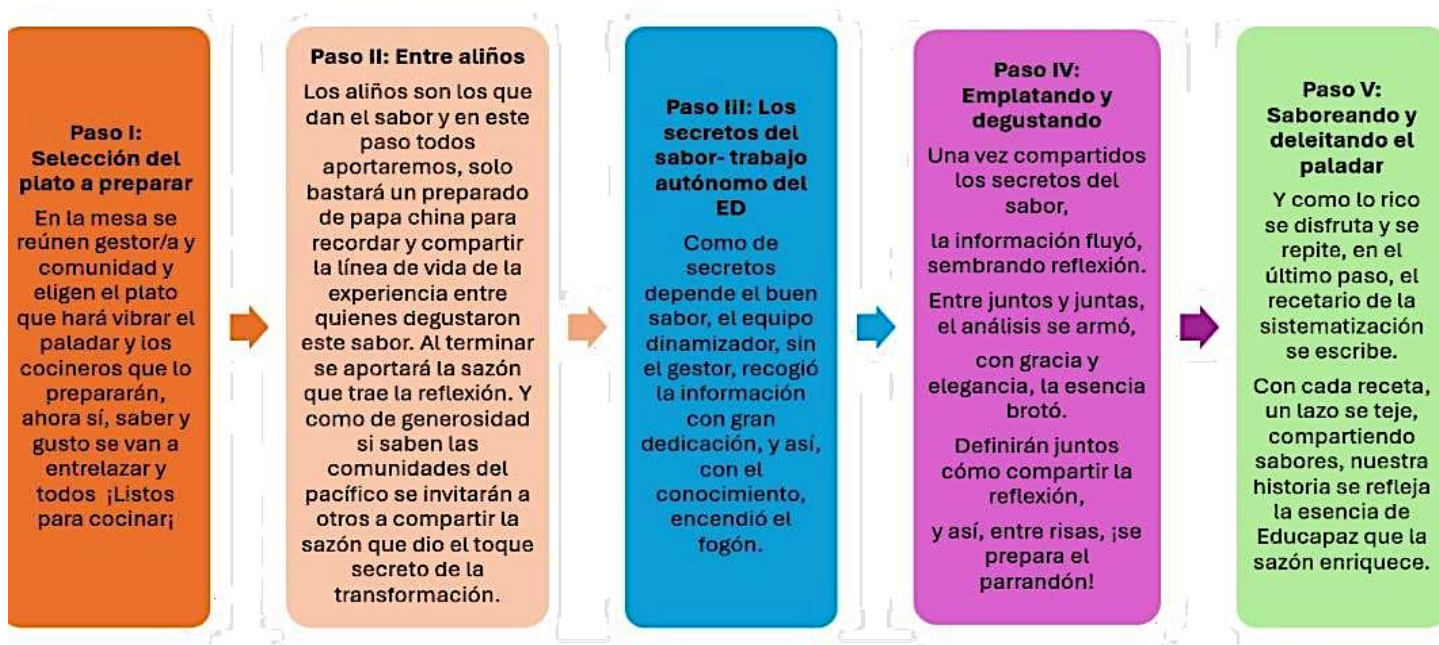 Paso I:
Selección del
plato a preparar
En la mesa se
reúnen gestor/a y
comunidad y
eligen el plato
que hará vibrar el
paladar y los
cocineros que lo
prepararán,
ahora sí, saber y
gusto se van a
entrelazar y
todos ¡Listos
para cocinar¡
Paso II: Entre aliños
Los aliños son los que
dan el sabor y en este
paso todos
aportaremos, solo
bastará un preparado
de papa china para
recordar y compartir
la línea de vida de la
experiencia entre
quienes degustaron
este sabor. Al terminar
se aportará la sazón
que trae la reflexión. Y
como de generosidad
si saben las
comunidades del
pacífico se invitarán a
otros a compartir la
sazón que dio el toque
secreto de la
transformación.
Paso III: Los
secretos del
sabor- trabajo
autónomo del
ED
Como de
secretos
depende el buen
sabor, el equipo
dinamizador, sin
el gestor, recogió
la información
con gran
dedicación, y así,
con el
conocimiento,
encendió el
fogón.
Paso IV:
Emplatando y
degustando
Una vez compartidos
los secretos del
sabor,
la información fluyó,
sembrando reflexión.
Entre juntos y juntas,
el análisis se armó,
con gracia y
elegancia, la esencia
brotó.
Definirán juntos
cómo compartir la
reflexión,
y así, entre risas, ¡se
prepara el
parrandón!
Paso V:
Saboreando y
deleitando el
paladar
Y como lo rico
se disfruta y se
repite, en el
último paso, el
recetario de la
sistematización
se escribe.
Con cada receta,
un lazo se teje,
compartiendo
sabores, nuestra
historia se refleja
la esencia de
Educapaz que la
sazón enriquece.